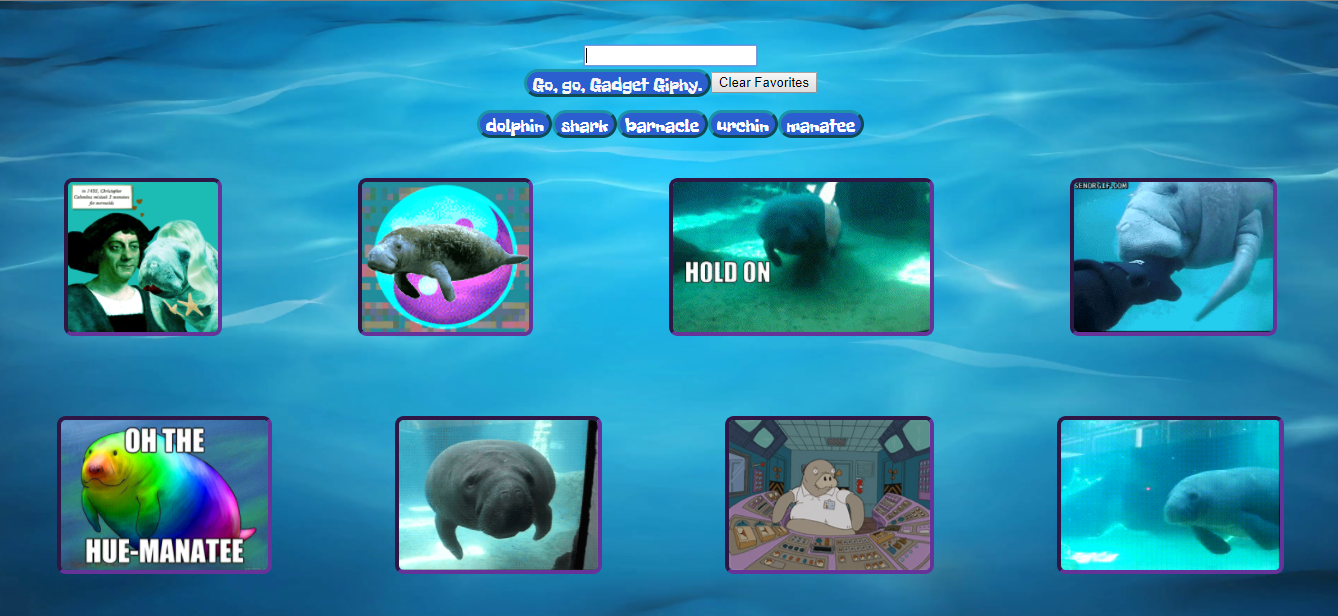 Go, go, Gadget Giphy. Clear Favorites
dolphin shark barnacle urchin manatee
in 1493, Christopher
Columbus mistook 3 manatees
for mermaids
SENORGIF.COM
HOLD ON
OH THE
HUE-MANATEE